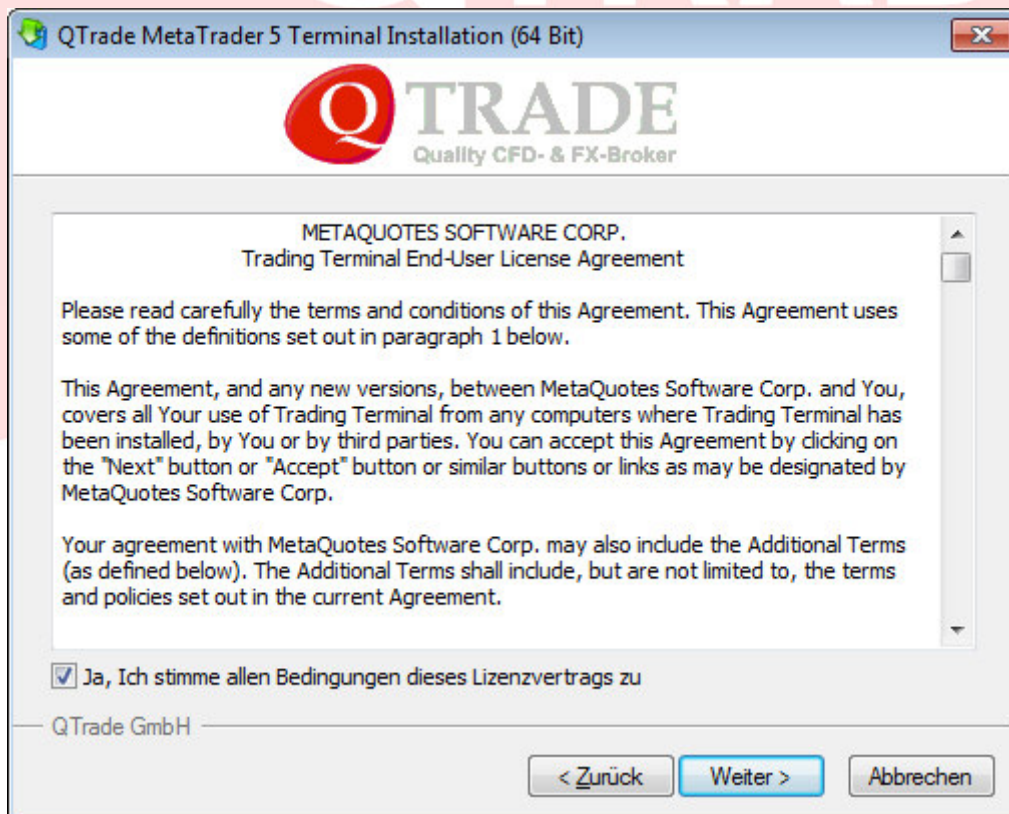 QTrade MetaTrader 5 Terminal Installation (64 Bit)
Q TRADE
Quality CFD- & FX-Broker
METAQUOTES SOFTWARE CORP.
Trading Terminal End-User License Agreement
Please read carefully the terms and conditions of this Agreement. This Agreement uses
some of the definitions set out in paragraph 1 below.
This Agreement, and any new versions, between MetaQuotes Software Corp. and You,
covers all Your use of Trading Terminal from any computers where Trading Terminal has
been installed, by You or by third parties. You can accept this Agreement by clicking on
the "Next" button or "Accept" button or similar buttons or links as may be designated by
MetaQuotes Software Corp.
Your agreement with MetaQuotes Software Corp. may also include the Additional Terms
(as defined below). The Additional Terms shall include, but are not limited to, the terms
and policies set out in the current Agreement.
Ja, Ich stimme allen Bedingungen dieses Lizenzvertrags zu
QTrade GmbH
< Zurück
Weiter >
Abbrechen